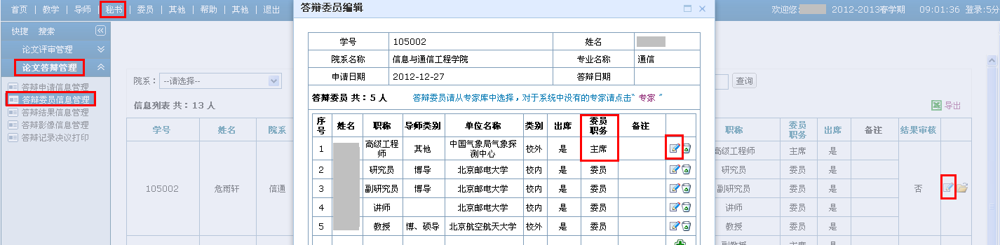 首页 | 教学 | 导师 | 秘书 | 委员 | 其他 | 帮助 | 其他 | 退出
欢迎您: 2012-2013春学期 09:01:36 登录:5分
快捷 搜索
论文评审管理
论文答辩管理
答辩申请信息管理
答辩委员信息管理
答辩结果信息管理
答辩影像信息管理
答辩记录决议打印
院系： --请选择--
查询
信息列表 共：13 人
导出
学号 姓名 院系
105002 危雨轩 信通
答辩委员编辑
学号 105002 姓名
院系名称 信息与通信工程学院 专业名称 通信
申请日期 2012-12-27 答辩日期
答辩委员 共：5 人 答辩委员请从专家库中选择，对于系统中没有的专家请点击“ 专家 ”
序号 姓名 职称 导师类别 单位名称 类别 出席 委员职务 备注
1 高级工程师 其他 中国气象局气象探测中心 校外 是 主席
2 研究员 博导 北京邮电大学 校内 是 委员
3 副研究员 博导 北京邮电大学 校内 是 委员
4 讲师 北京邮电大学 校内 是 委员
5 教授 博、硕导 北京航空航天大学 校外 是 委员
职称 委员职务 出席 备注 结果审核
高级工程师 主席 是
研究员 委员 是
副研究员 委员 是 否
讲师 委员 是
教授 委员 是